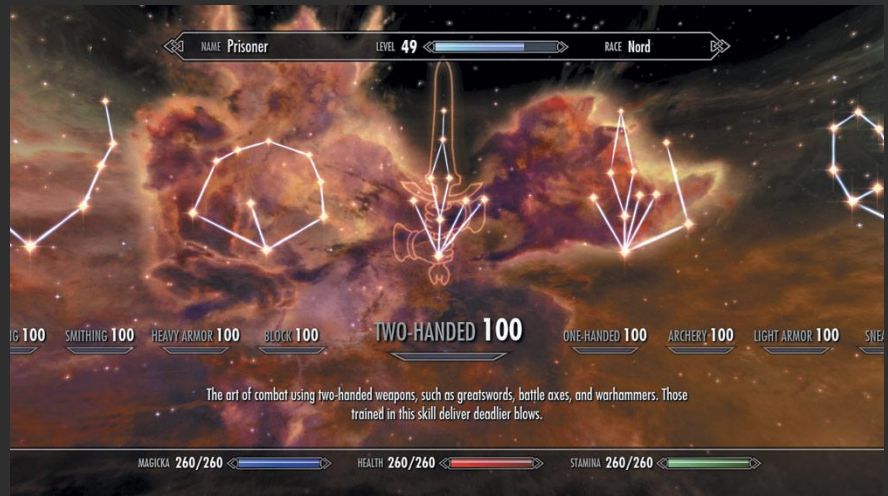 NAME Prisoner LEVEL 49 RACE Nord
G 100 SMITHING 100 HEAVY ARMOR 100 BLOCK 100 TWO-HANDED 100 ONE-HANDED 100 ARCHERY 100 LIGHT ARMOR 100 SNEA
The art of combat using two-handed weapons, such as greatswords, battle axes, and warhammers. Those
trained in this skill deliver deadlier blows.
MAGICKA 260/260 HEALTH 260/260 STAMINA 260/260